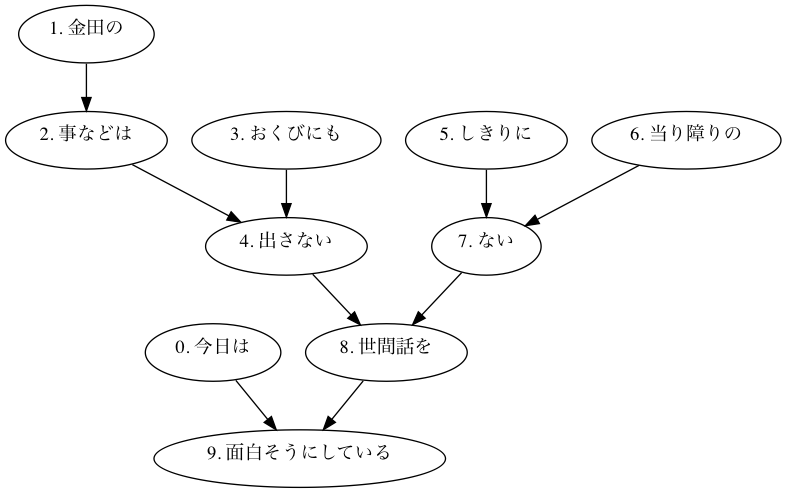 1. 金田の
2. 事などは
3. おくびにも
5. しきりに
6. 当り障りの
4. 出さない
7. ない
0. 今日は
8. 世間話を
9. 面白そうにしている